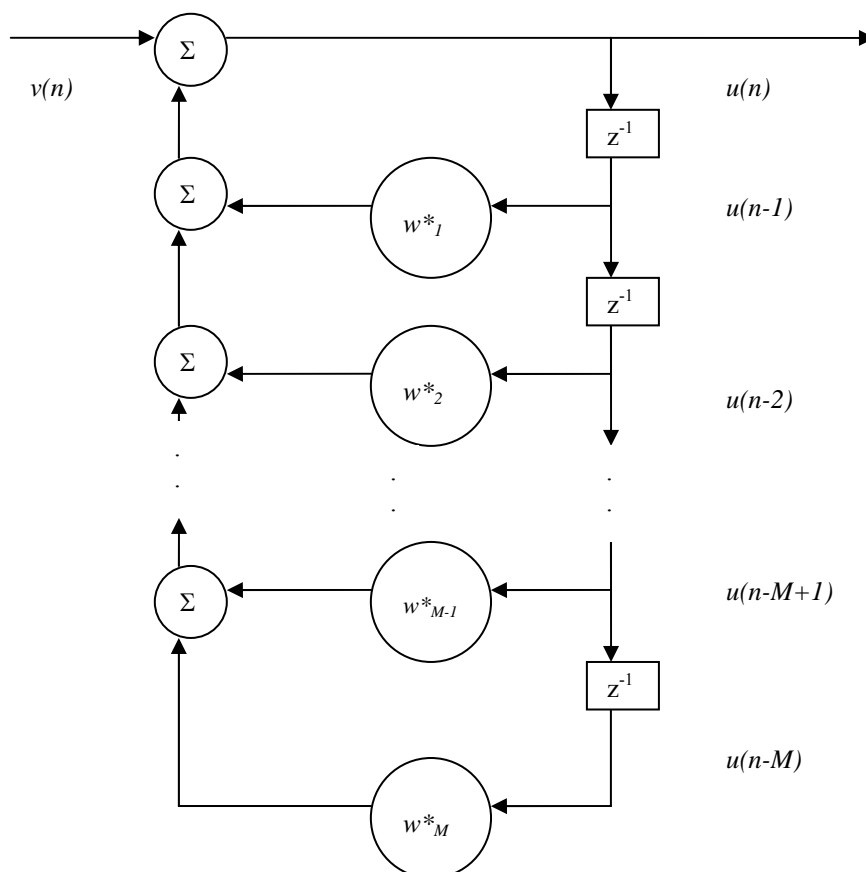 Σ
v(n)
u(n)
z⁻¹
Σ
w*₁
u(n-1)
z⁻¹
Σ
w*₂
u(n-2)
. . . .
. . . .
Σ
w*M-1
u(n-M+1)
z⁻¹
u(n-M)
w*M